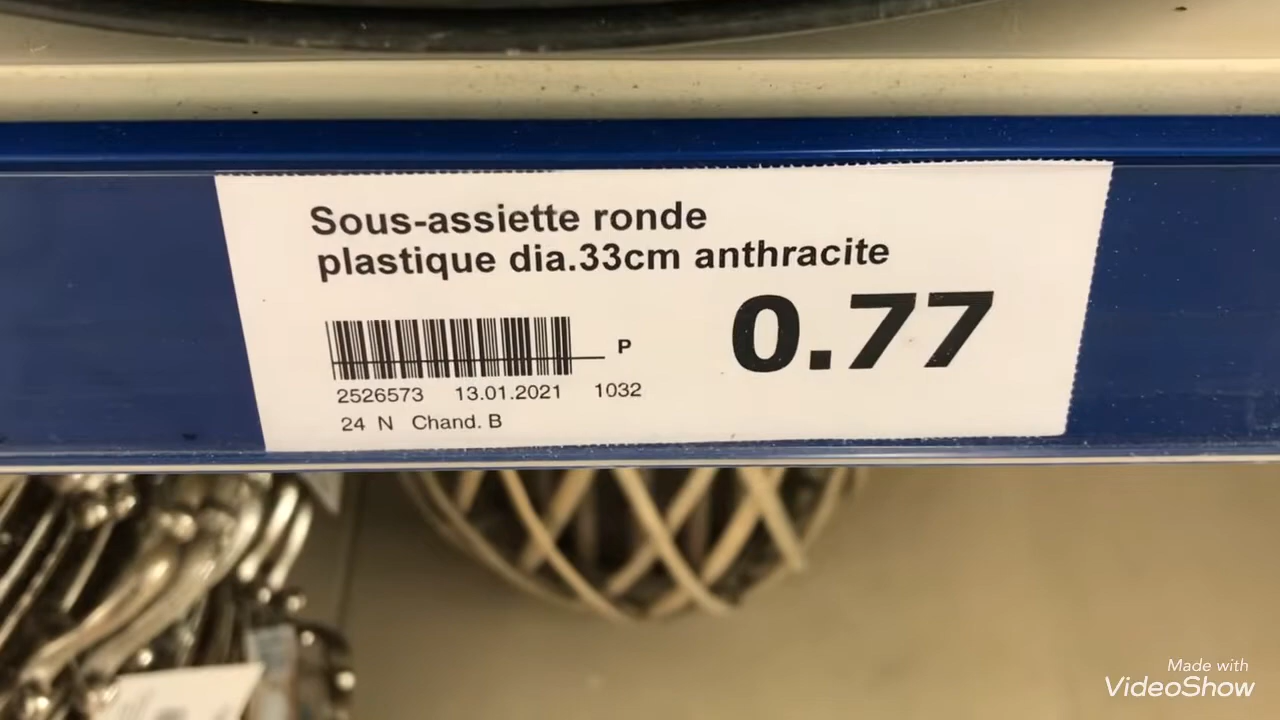 Sous-assiette ronde
plastique dia.33cm anthracite
0.77
P
2526573 13.01.2021 1032
24 N Chand. B
Made with
VideoShow